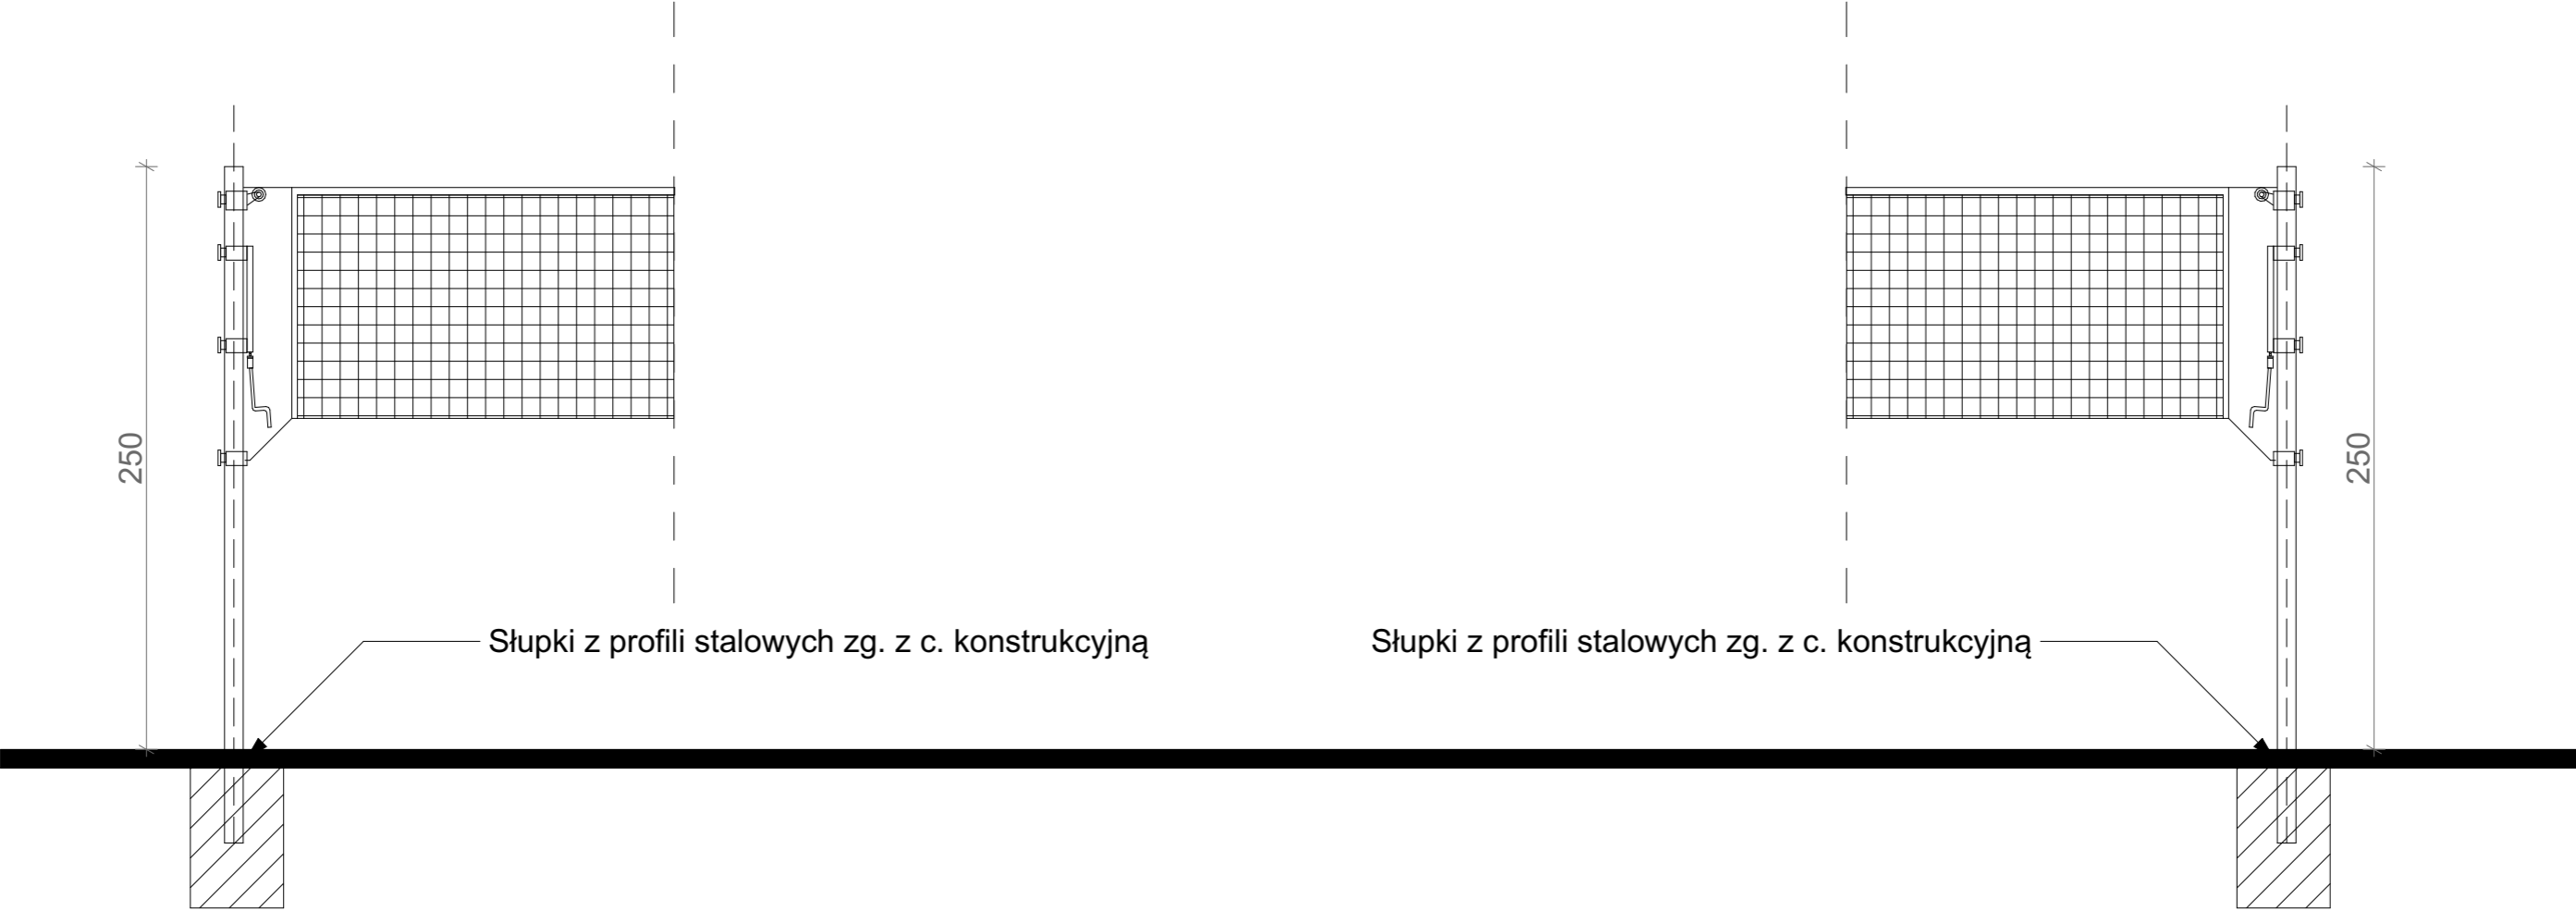 250
250
Słupki z profili stalowych zg. z c. konstrukcyjną
Słupki z profili stalowych zg. z c. konstrukcyjną